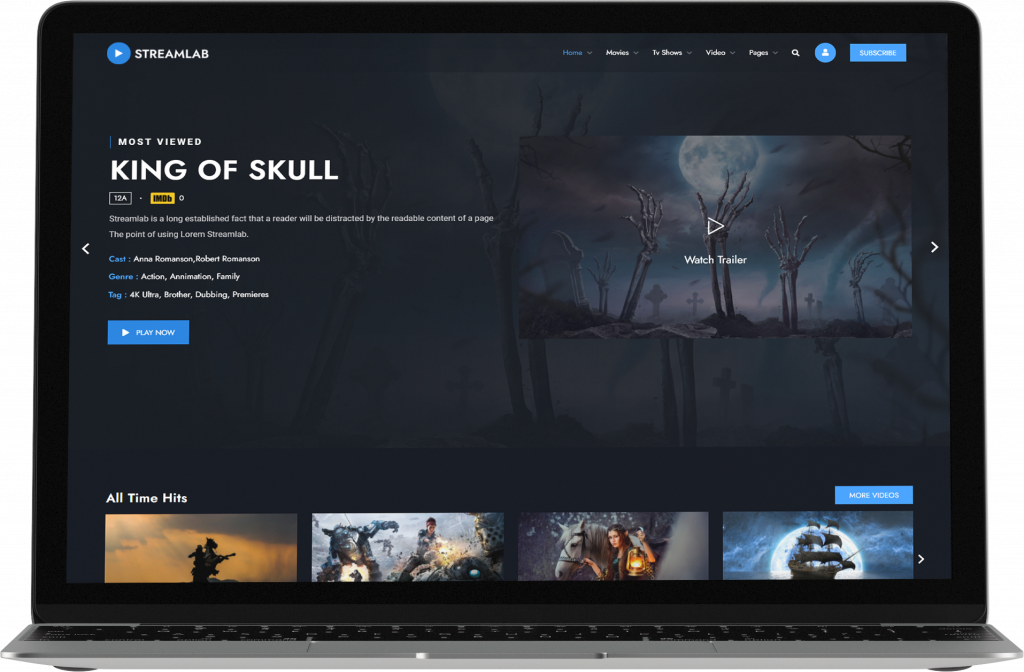 STREAMLAB
Home Movies Tv Shows Video Pages SUBSCRIBE
MOST VIEWED
KING OF SKULL
12A · IMDb 0
Streamlab is a long established fact that a reader will be distracted by the readable content of a page
The point of using Lorem Streamlab.
Cast : Anna Romanson,Robert Romanson
Genre : Action, Annimation, Family
Tag : 4K Ultra, Brother, Dubbing, Premieres
PLAY NOW
Watch Trailer
All Time Hits
MORE VIDEOS